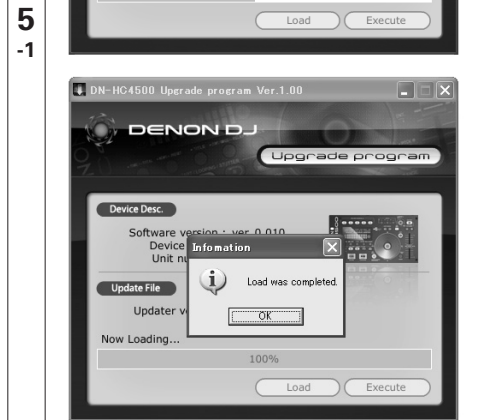 5
-1
Load Execute
DN-HC4500 Upgrade program Ver.1.00
DENON DJ
Upgrade program
Device Desc.
Software version : ver. 0.010
Device
Unit nu
Infomation
Load was completed.
OK
Update File
Updater ve
Now Loading...
100%
Load Execute